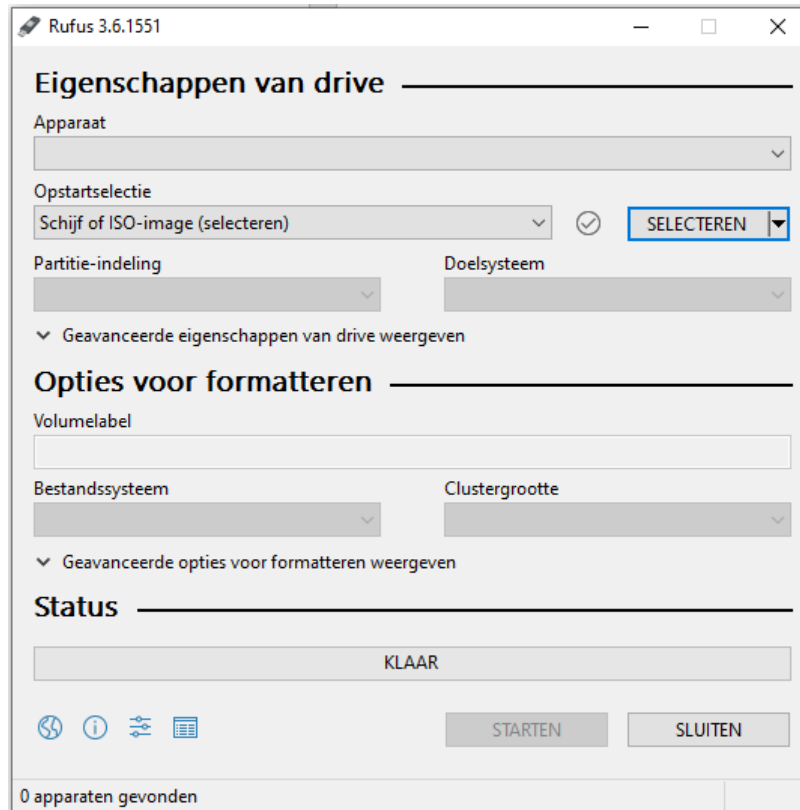 Rufus 3.6.1551
Eigenschappen van drive
Apparaat
Opstartselectie
Schijf of ISO-image (selecteren)
SELECTEREN
Partitie-indeling
Doelsysteem
Geavanceerde eigenschappen van drive weergeven
Opties voor formatteren
Volumelabel
Bestandssysteem
Clustergrootte
Geavanceerde opties voor formatteren weergeven
Status
KLAAR
STARTEN
SLUITEN
0 apparaten gevonden